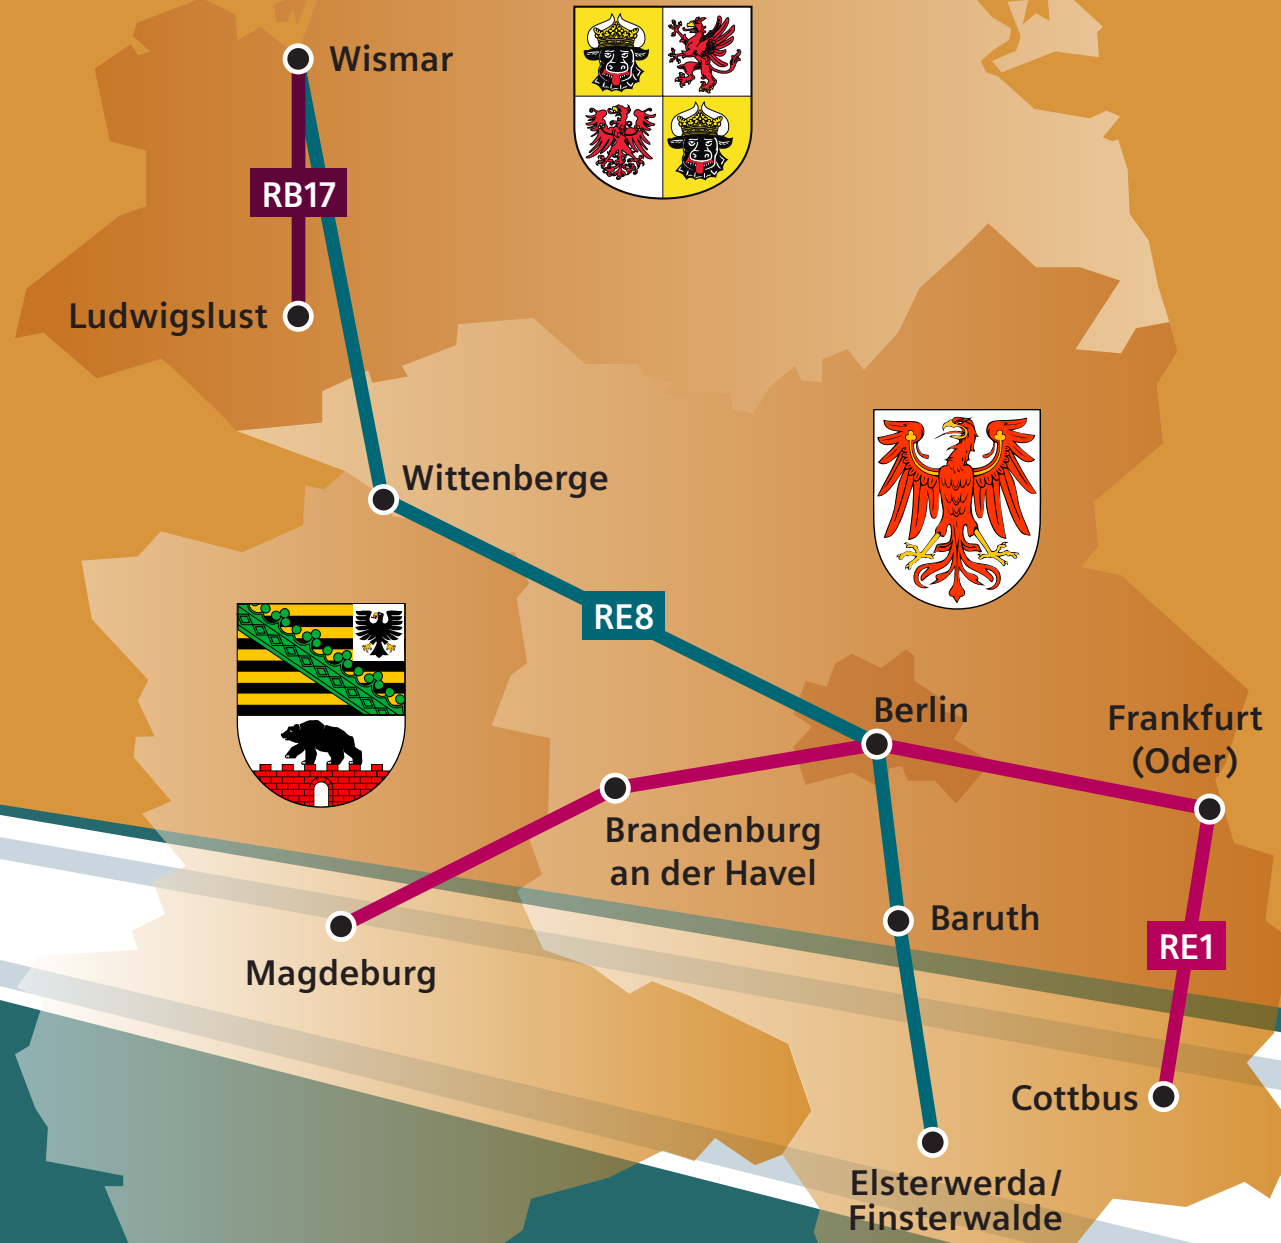 Wismar
RB17
Ludwigslust
Wittenberge
RE8
Berlin
Frankfurt
(Oder)
Brandenburg
an der Havel
Baruth
RE1
Magdeburg
Cottbus
Elsterwerda/
Finsterwalde